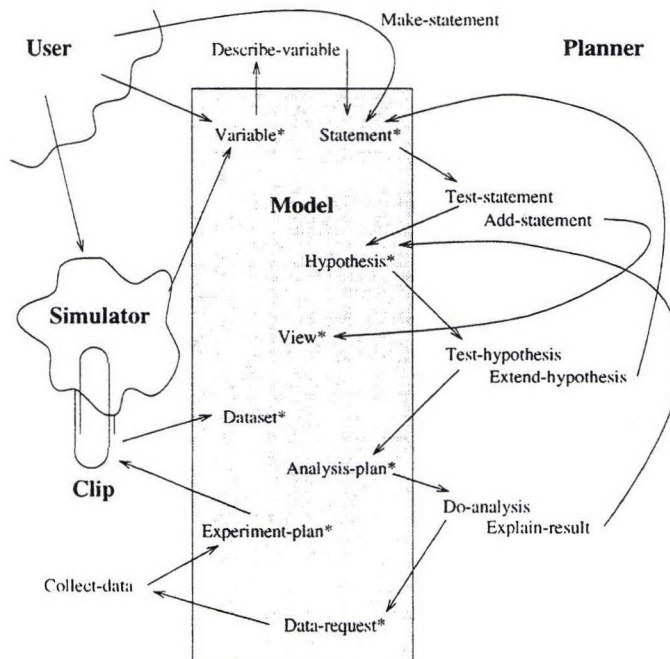 Make-statement
User
Describe-variable
Planner
Variable*
Statement*
Test-statement
Model
Add-statement
Hypothesis*
Simulator
View*
Test-hypothesis
Extend-hypothesis
Dataset*
Analysis-plan*
Clip
Do-analysis
Experiment-plan*
Explain-result
Collect-data
Data-request*